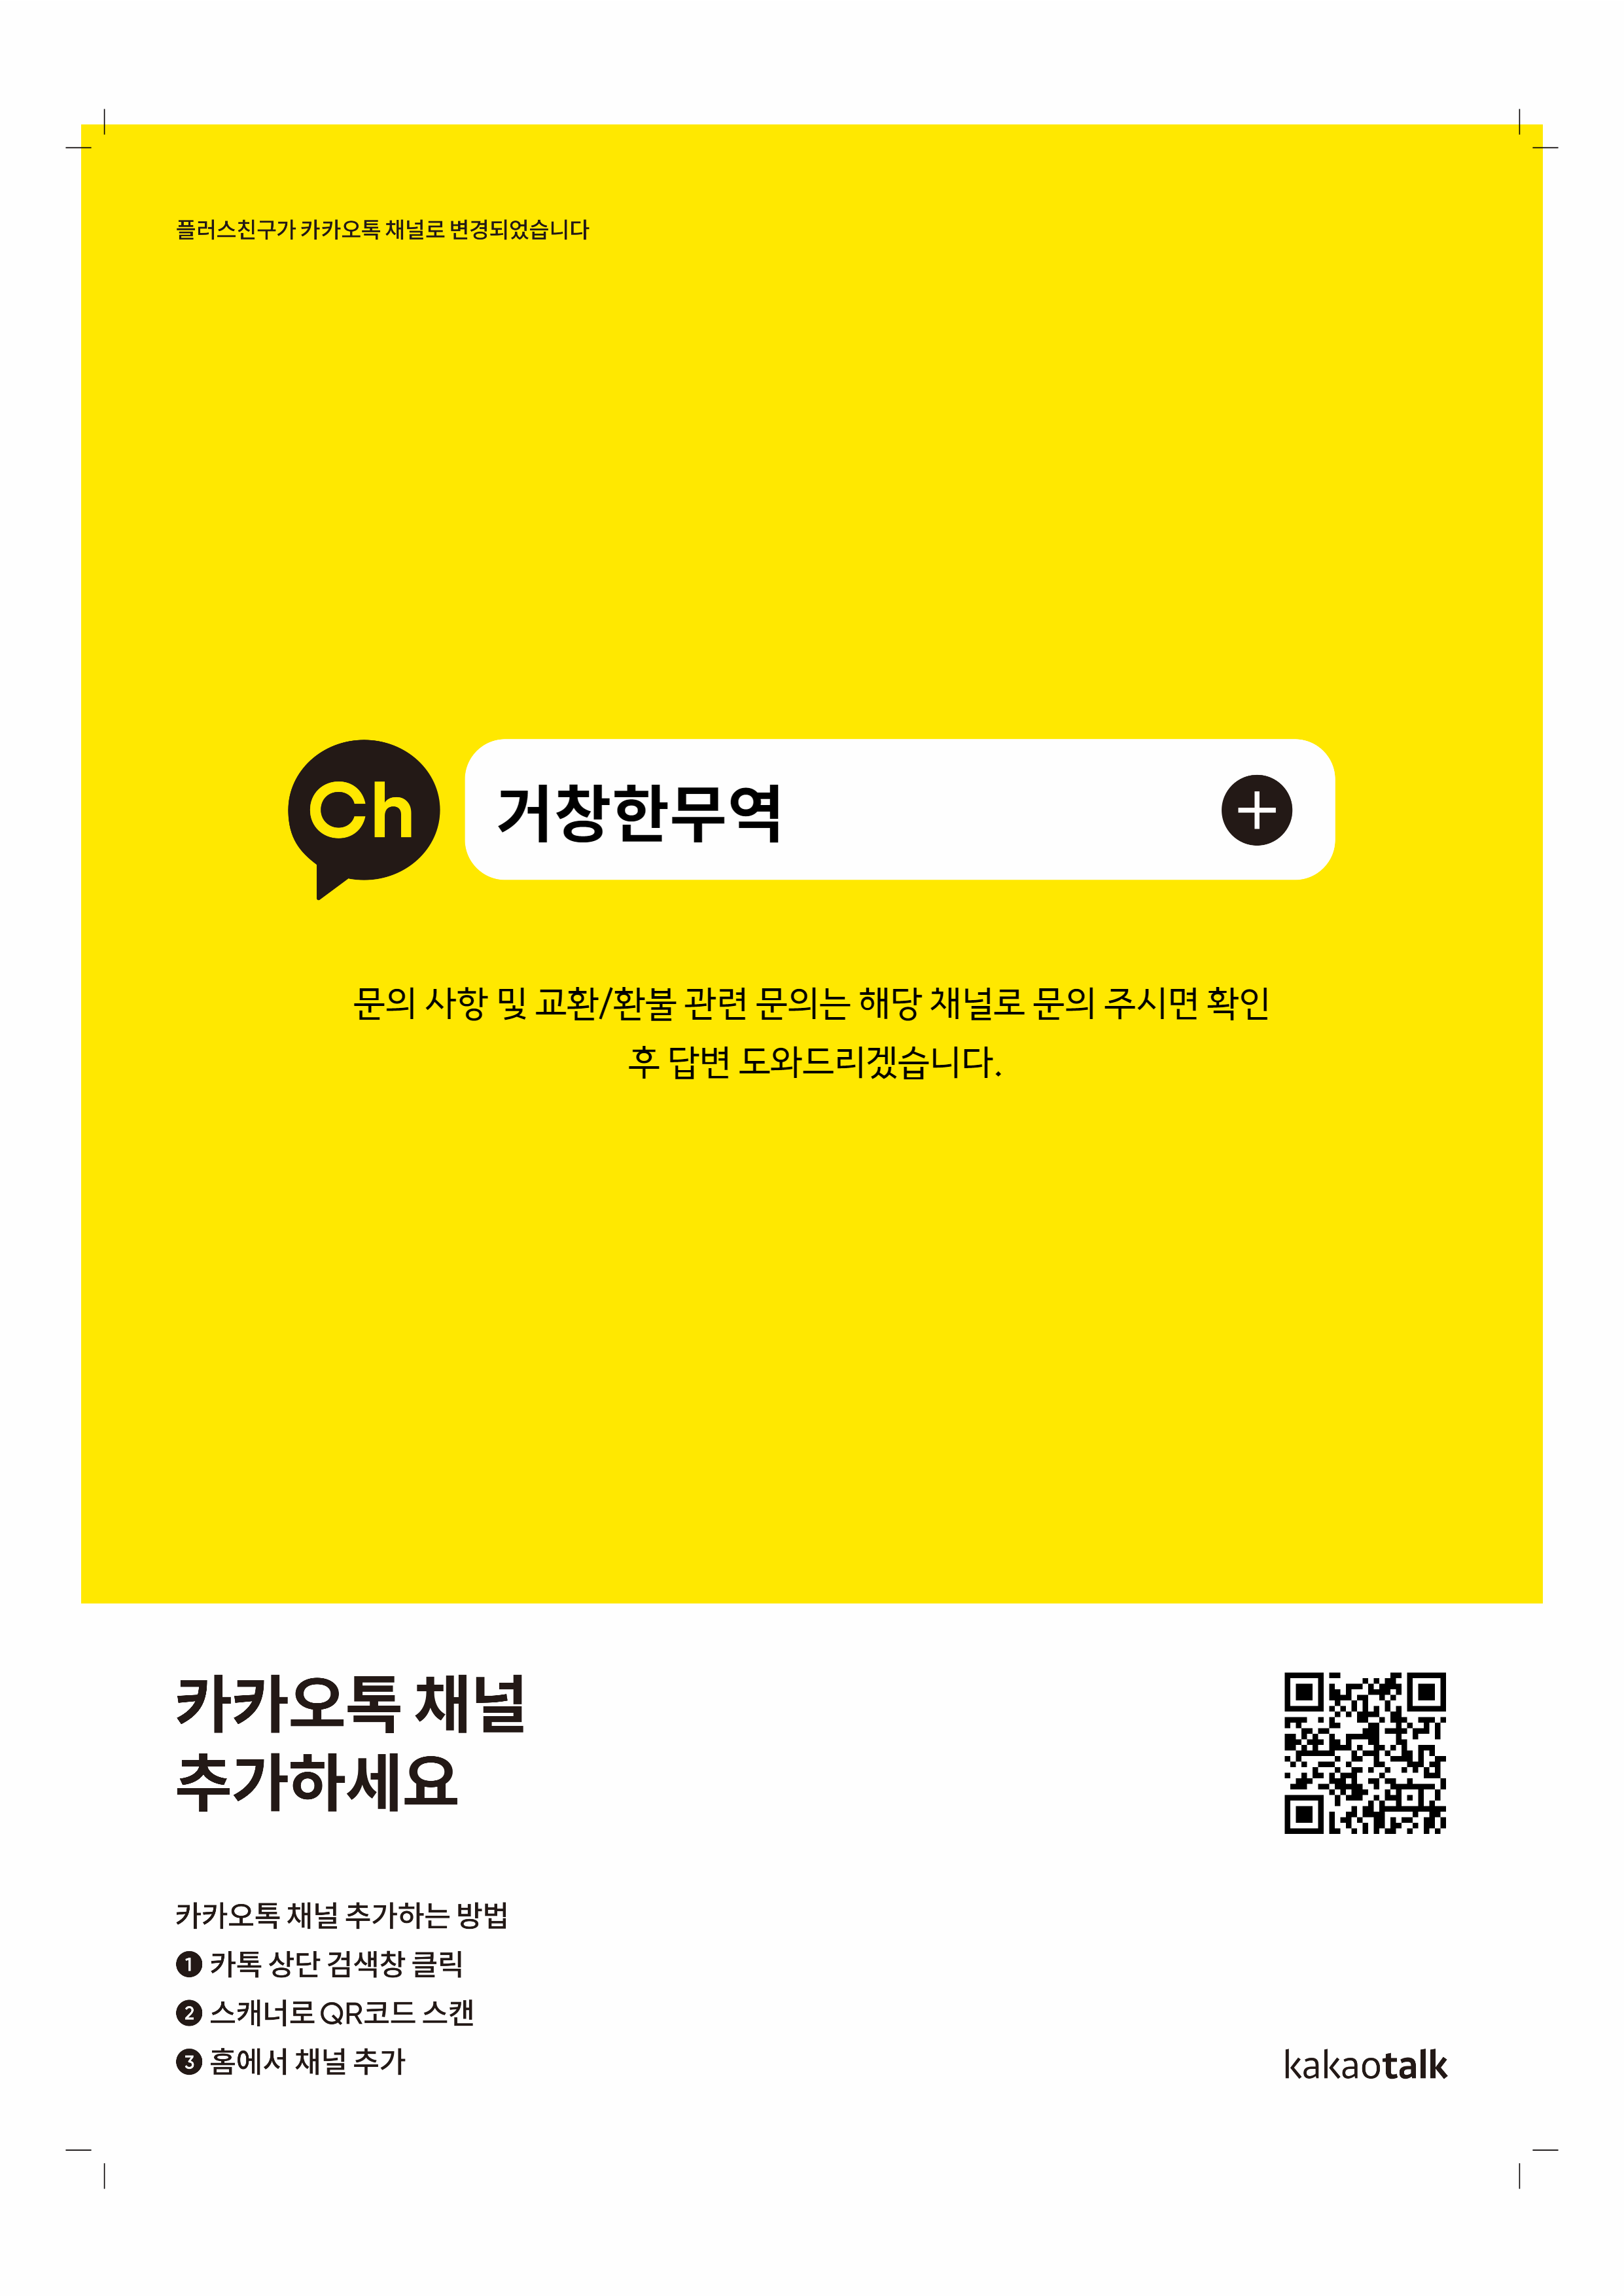 플러스친구가 카카오톡 채널로 변경되었습니다
Ch
거창한무역
문의 사항 및 교환/환불 관련 문의는 해당 채널로 문의 주시면 확인
후 답변 도와드리겠습니다.
카카오톡 채널
추가하세요
카카오톡 채널 추가하는 방법
1 카톡 상단 검색창 클릭
2 스캐너로 QR코드 스캔
3 홈에서 채널 추가
kakaotalk